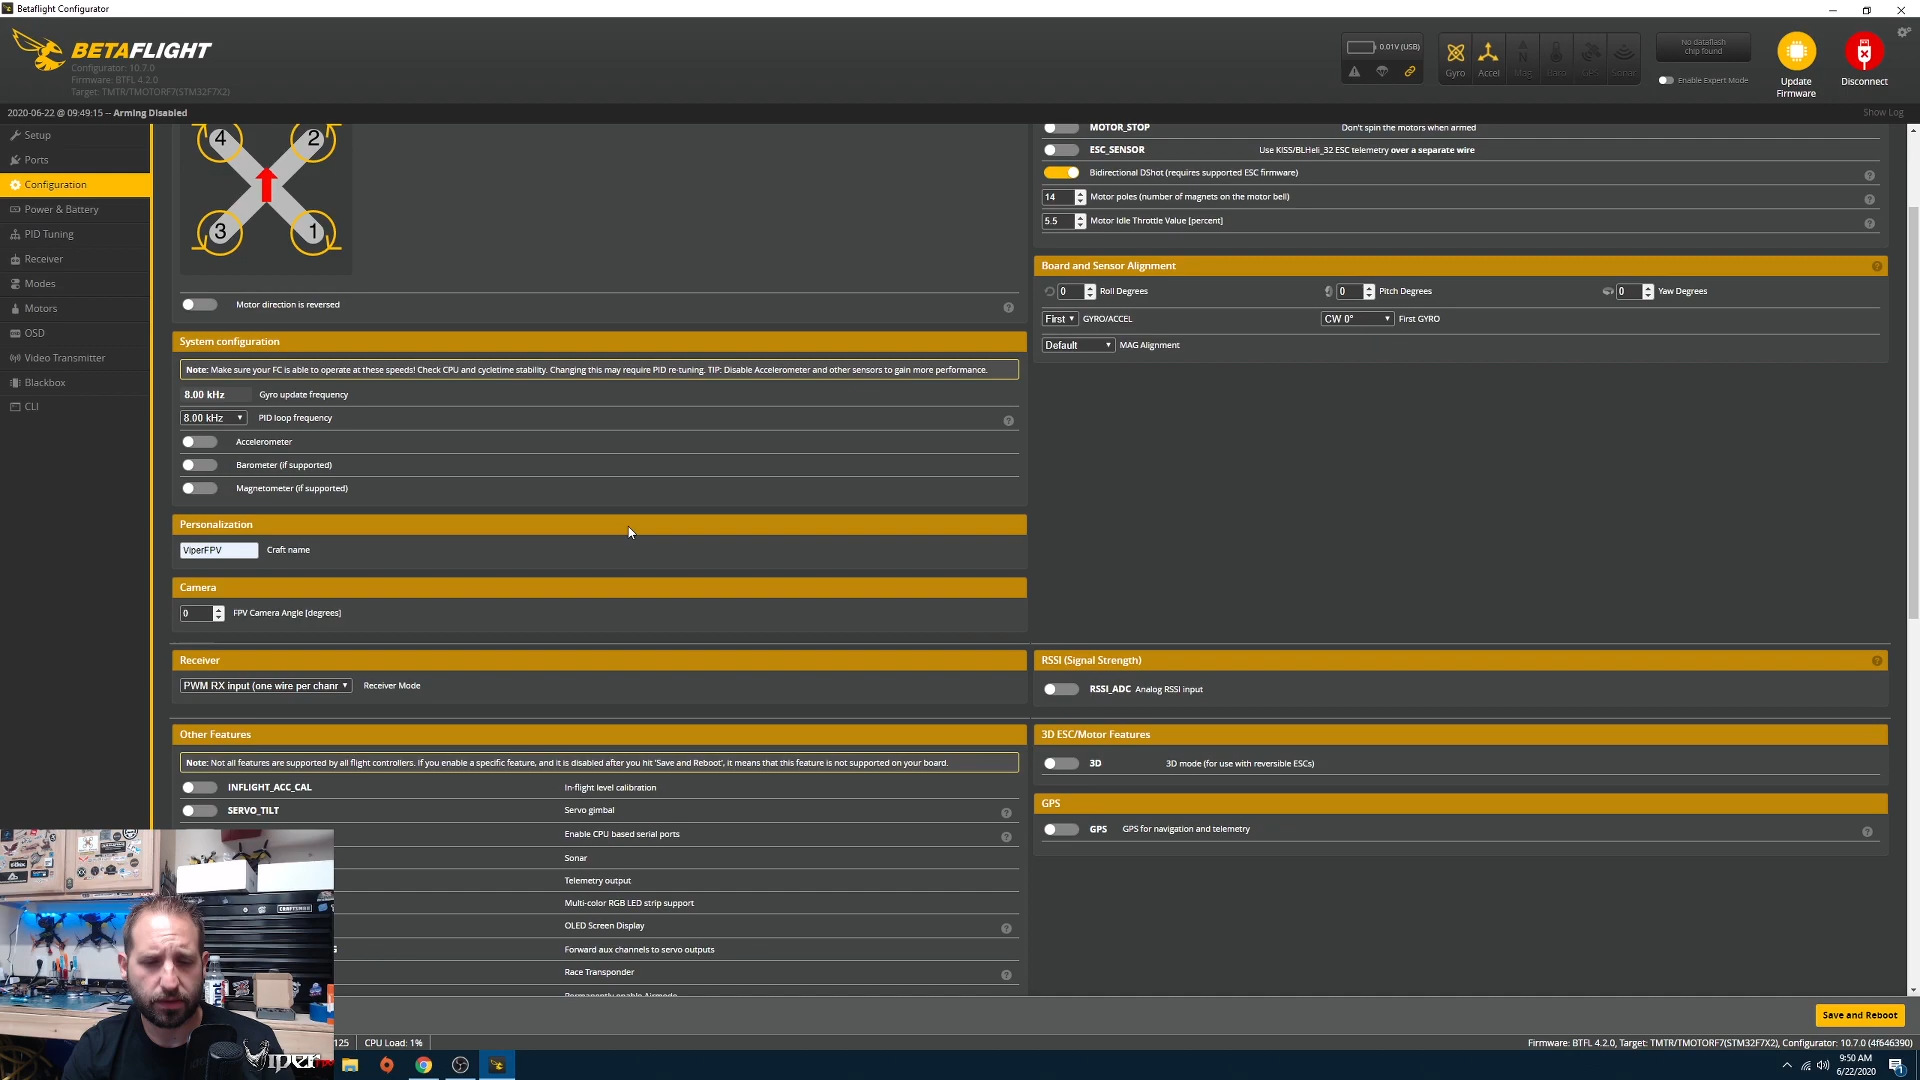 Betaflight Configurator
BETAFLIGHT
Configurator: 10.7.0
Firmware: BTFL 4.2.0
Target: TMTR/TMOTORF7(STM32F7X2)
0.01V (USB)
Gyro
Accel
Mag
Baro
GPS
Sonar
No dataflash
chip found
Enable Expert Mode
Update
Firmware
Disconnect
2020-06-22 @ 09:49:15 -- Arming Disabled
Show Log
Setup
Ports
Configuration
Power & Battery
PID Tuning
Receiver
Modes
Motors
OSD
Video Transmitter
Blackbox
CLI
4
2
3
1
Motor direction is reversed
System configuration
Note: Make sure your FC is able to operate at these speeds! Check CPU and cycletime stability. Changing this may require PID re-tuning. TIP: Disable Accelerometer and other sensors to gain more performance.
8.00 kHz Gyro update frequency
8.00 kHz PID loop frequency
Accelerometer
Barometer (if supported)
Magnetometer (if supported)
Personalization
ViperFPV Craft name
Camera
0 FPV Camera Angle [degrees]
Receiver
PWM RX input (one wire per chanr Receiver Mode
Other Features
Note: Not all features are supported by all flight controllers. If you enable a specific feature, and it is disabled after you hit 'Save and Reboot', it means that this feature is not supported on your board.
INFLIGHT_ACC_CAL In-flight level calibration
SERVO_TILT Servo gimbal
Enable CPU based serial ports
Sonar
Telemetry output
Multi-color RGB LED strip support
OLED Screen Display
G Forward aux channels to servo outputs
Race Transponder
Permanently enable Airmode
MOTOR_STOP Don't spin the motors when armed
ESC_SENSOR Use KISS/BLHeli_32 ESC telemetry over a separate wire
Bidirectional DShot (requires supported ESC firmware)
14 Motor poles (number of magnets on the motor bell)
5.5 Motor Idle Throttle Value [percent]
Board and Sensor Alignment
0 Roll Degrees 0 Pitch Degrees 0 Yaw Degrees
First GYRO/ACCEL CW 0° First GYRO
Default MAG Alignment
RSSI (Signal Strength)
RSSI_ADC Analog RSSI input
3D ESC/Motor Features
3D 3D mode (for use with reversible ESCs)
GPS
GPS GPS for navigation and telemetry
Save and Reboot
125 CPU Load: 1%
Firmware: BTFL 4.2.0, Target: TMTR/TMOTORF7(STM32F7X2), Configurator: 10.7.0 (4f646390)
CRAFTSMAN
mint
Viper
9:50 AM
6/22/2020
1